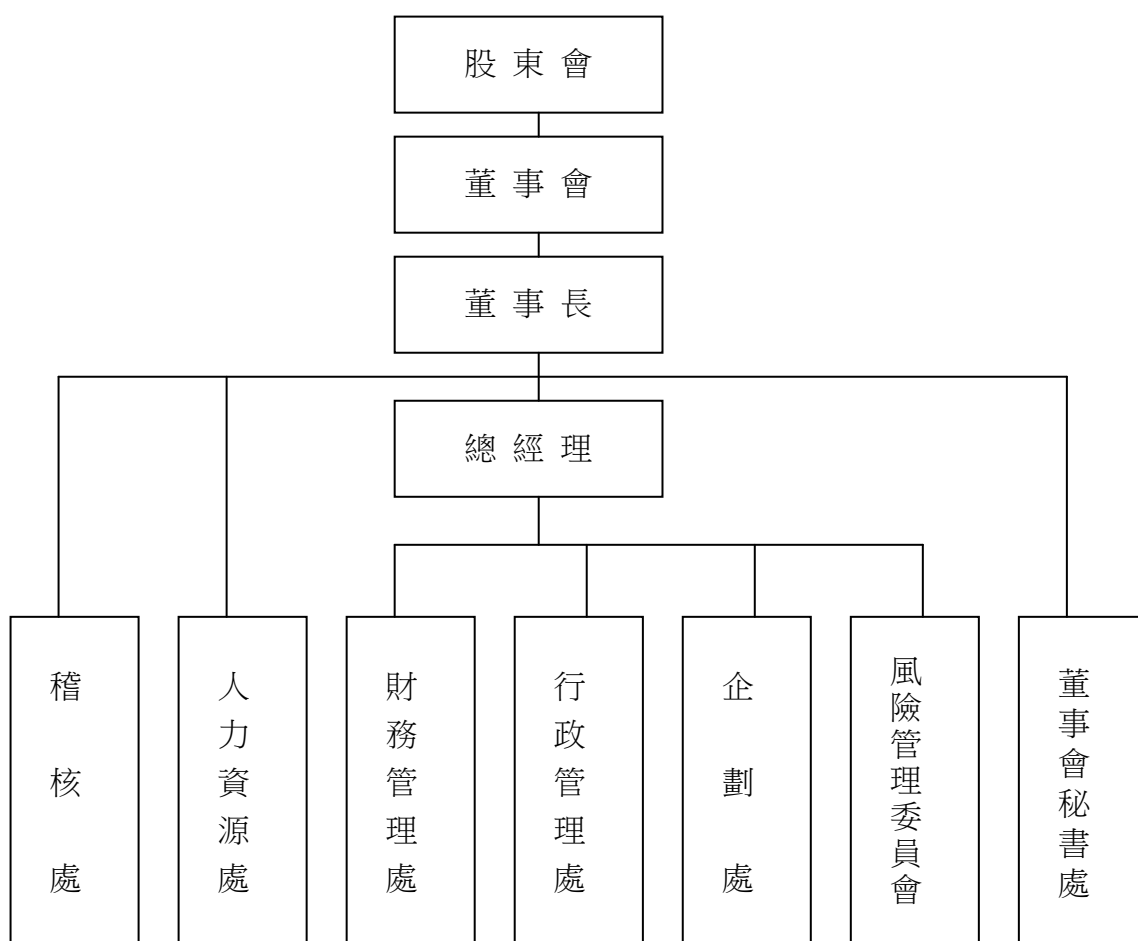 股東會
董事會
董事長
總經理
稽核處
人力資源處
財務管理處
行政管理處
企劃處
風險管理委員會
董事會秘書處